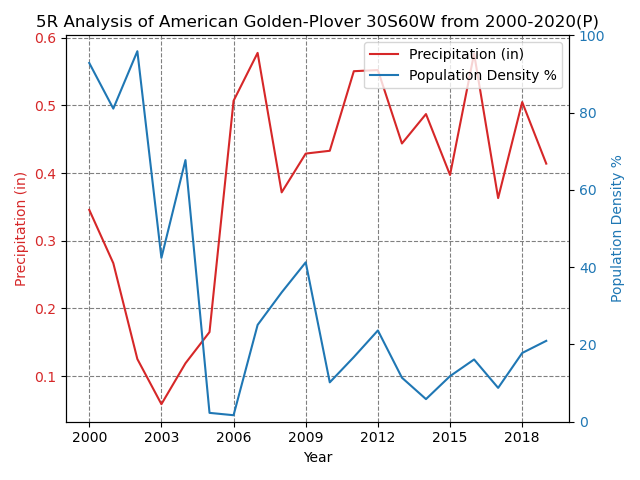 5R Analysis of American Golden-Plover 30S60W from 2000-2020(P)
Precipitation (in)
Population Density %
0.6
0.5
0.4
0.3
0.2
0.1
Precipitation (in)
100
80
60
40
20
0
Population Density %
2000 2003 2006 2009 2012 2015 2018
Year